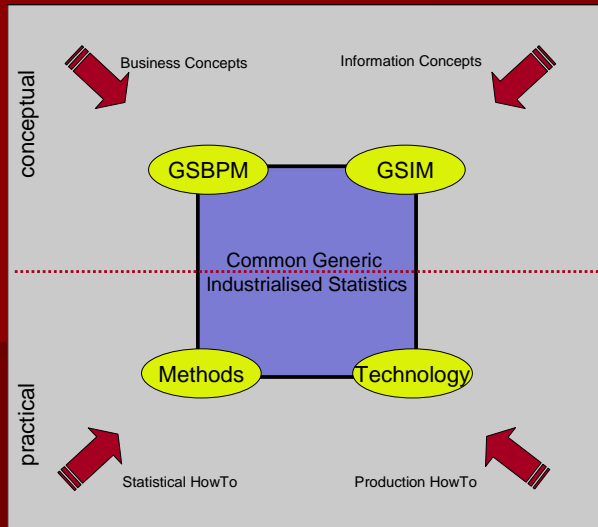 conceptual
Business Concepts
Information Concepts
GSBPM
GSIM
Common Generic
Industrialised Statistics
practical
Methods
Technology
Statistical HowTo
Production HowTo